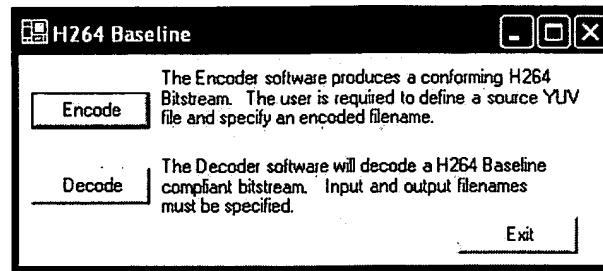 H264 Baseline
The Encoder software produces a conforming H264
Bitstream. The user is required to define a source YUV
file and specify an encoded filename.
Encode
The Decoder software will decode a H264 Baseline
compliant bitstream. Input and output filenames
must be specified.
Decode
Exit